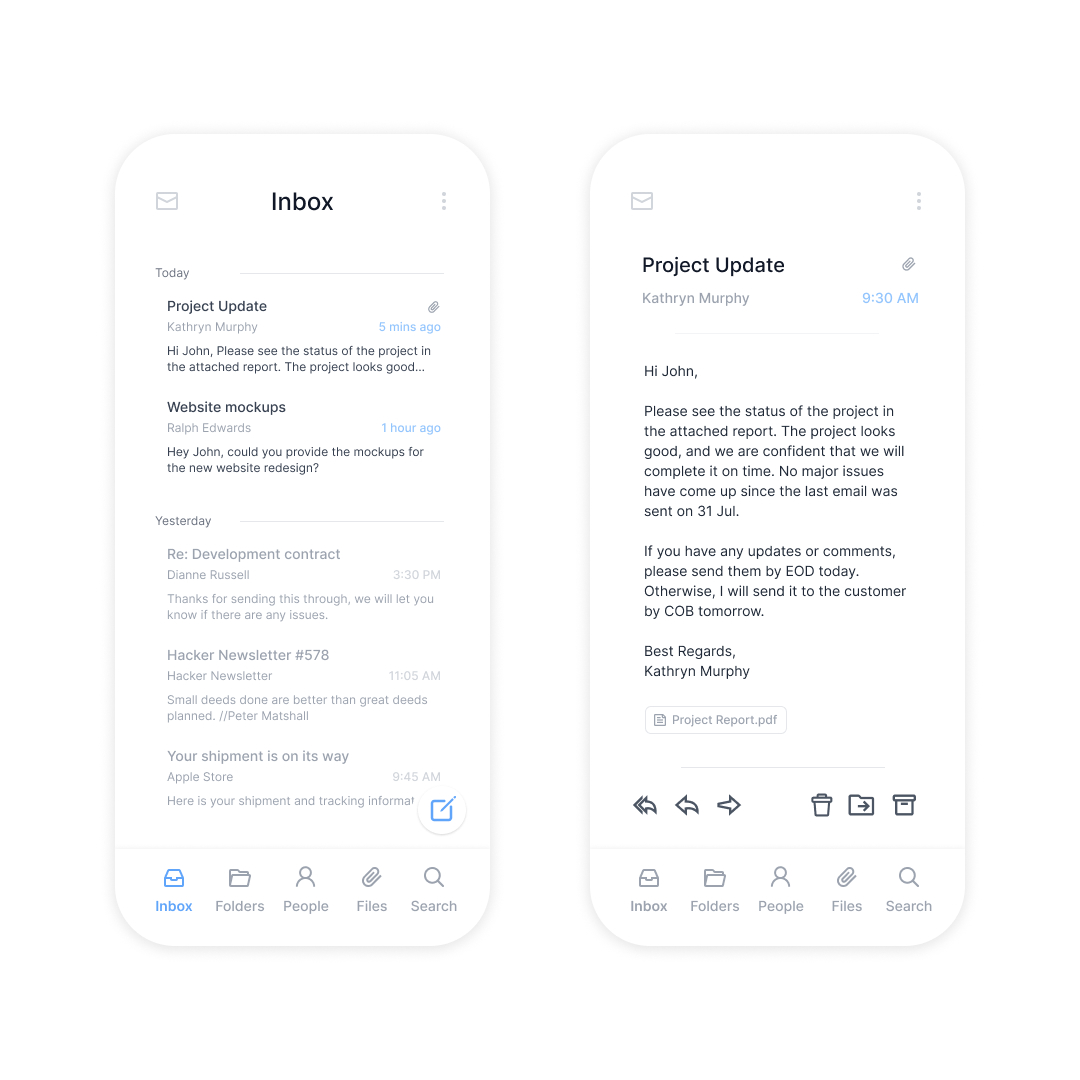 Inbox
Today
Project Update
Kathryn Murphy
5 mins ago
Hi John, Please see the status of the project in
the attached report. The project looks good...
Website mockups
Ralph Edwards
1 hour ago
Hey John, could you provide the mockups for
the new website redesign?
Yesterday
Re: Development contract
Dianne Russell
3:30 PM
Thanks for sending this through, we will let you
know if there are any issues.
Hacker Newsletter #578
Hacker Newsletter
11:05 AM
Small deeds done are better than great deeds
planned. //Peter Matshall
Your shipment is on its way
Apple Store
9:45 AM
Here is your shipment and tracking informat
Inbox
Folders
People
Files
Search
Project Update
Kathryn Murphy
9:30 AM
Hi John,
Please see the status of the project in
the attached report. The project looks
good, and we are confident that we will
complete it on time. No major issues
have come up since the last email was
sent on 31 Jul.
If you have any updates or comments,
please send them by EOD today.
Otherwise, I will send it to the customer
by COB tomorrow.
Best Regards,
Kathryn Murphy
Project Report.pdf
Inbox
Folders
People
Files
Search